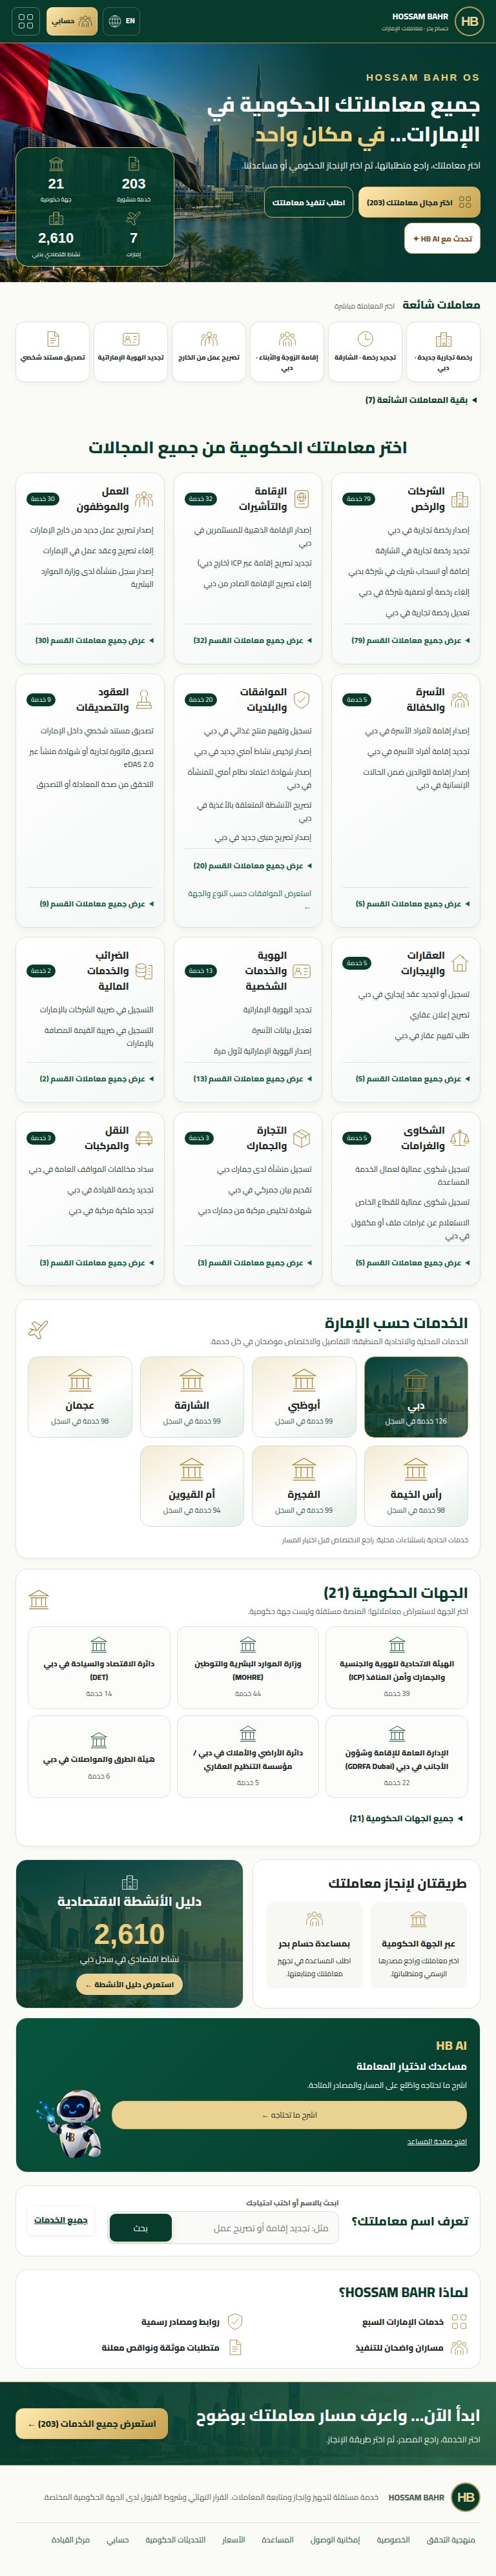 HB
HOSSAM BAHR
حسام بحر · معاملات الإمارات
EN
حسابي
HOSSAM BAHR OS
جميع معاملاتك الحكومية في
الإمارات... في مكان واحد
اختر معاملتك، راجع متطلباتها، ثم اختر الإنجاز الحكومي أو مساعدتنا.
اختر مجال معاملتك (203)
اطلب تنفيذ معاملتك
تحدث مع HB AI ✦
203
خدمة منشورة
21
جهة حكومية
7
إمارات
2,610
نشاط اقتصادي بدبي
معاملات شائعة
اختر المعاملة مباشرة
رخصة تجارية جديدة · دبي
تجديد رخصة · الشارقة
إقامة الزوجة والأبناء · دبي
تصريح عمل من الخارج
تجديد الهوية الإماراتية
تصديق مستند شخصي
◄ بقية المعاملات الشائعة (7)
اختر معاملتك الحكومية من جميع المجالات
الشركات والرخص
79 خدمة
إصدار رخصة تجارية في دبي
تجديد رخصة تجارية في الشارقة
إضافة أو انسحاب شريك في شركة بدبي
إلغاء رخصة أو تصفية شركة في دبي
تعديل رخصة تجارية في دبي
◄ عرض جميع معاملات القسم (79)
الإقامة والتأشيرات
32 خدمة
إصدار الإقامة الذهبية للمستثمرين في
دبي
تجديد تصريح إقامة عبر ICP (خارج دبي)
إلغاء تصريح الإقامة الصادر من دبي
◄ عرض جميع معاملات القسم (32)
العمل والموظفون
30 خدمة
إصدار تصريح عمل جديد من خارج الإمارات
إلغاء تصريح وعقد عمل في الإمارات
إصدار سجل منشأة لدى وزارة الموارد
البشرية
◄ عرض جميع معاملات القسم (30)
الأسرة والكفالة
5 خدمة
إصدار إقامة لأفراد الأسرة في دبي
تجديد إقامة أفراد الأسرة في دبي
إصدار إقامة للوالدين ضمن الحالات
الإنسانية في دبي
◄ عرض جميع معاملات القسم (5)
الموافقات والبلديات
20 خدمة
تسجيل وتقييم منتج غذائي في دبي
إصدار ترخيص نشاط أمني جديد في دبي
إصدار شهادة اعتماد نظام أمني للمنشأة
في دبي
تصريح الأنشطة المتعلقة بالأغذية في
دبي
إصدار تصريح مبنى جديد في دبي
◄ عرض جميع معاملات القسم (20)
استعرض الموافقات حسب النوع والجهة
←
العقود والتصديقات
9 خدمة
تصديق مستند شخصي داخل الإمارات
تصديق فاتورة تجارية أو شهادة منشأ عبر
eDAS 2.0
التحقق من صحة المعادلة أو التصديق
◄ عرض جميع معاملات القسم (9)
العقارات والإيجارات
5 خدمة
تسجيل أو تجديد عقد إيجاري في دبي
تصريح إعلان عقاري
طلب تقييم عقار في دبي
◄ عرض جميع معاملات القسم (5)
الهوية والخدمات الشخصية
13 خدمة
تجديد الهوية الإماراتية
تعديل بيانات الأسرة
إصدار الهوية الإماراتية لأول مرة
◄ عرض جميع معاملات القسم (13)
الضرائب والخدمات المالية
2 خدمة
التسجيل في ضريبة الشركات بالإمارات
التسجيل في ضريبة القيمة المضافة
بالإمارات
◄ عرض جميع معاملات القسم (2)
الشكاوى والغرامات
5 خدمة
تسجيل شكوى عمالية لعمال الخدمة
المساعدة
تسجيل شكوى عمالية للقطاع الخاص
الاستعلام عن غرامات ملف أو مكفول
في دبي
◄ عرض جميع معاملات القسم (5)
التجارة والجمارك
3 خدمة
تسجيل منشأة لدى جمارك دبي
تقديم بيان جمركي في دبي
شهادة تخليص مركبة من جمارك دبي
◄ عرض جميع معاملات القسم (3)
النقل والمركبات
3 خدمة
سداد مخالفات المواقف العامة في دبي
تجديد رخصة القيادة في دبي
تجديد ملكية مركبة في دبي
◄ عرض جميع معاملات القسم (3)
الخدمات حسب الإمارة
الخدمات المحلية والاتحادية المنطبقة؛ التفاصيل والاختصاص موضحان في كل خدمة.
دبي
126 خدمة في السجل
أبوظبي
99 خدمة في السجل
الشارقة
99 خدمة في السجل
عجمان
98 خدمة في السجل
رأس الخيمة
98 خدمة في السجل
الفجيرة
99 خدمة في السجل
أم القيوين
94 خدمة في السجل
خدمات اتحادية باستثناءات محلية: راجع الاختصاص قبل اختيار المسار
الجهات الحكومية (21)
اختر الجهة لاستعراض معاملاتها؛ المنصة مستقلة وليست جهة حكومية.
الهيئة الاتحادية للهوية والجنسية
والجمارك وأمن المنافذ (ICP)
39 خدمة
وزارة الموارد البشرية والتوطين
(MOHRE)
44 خدمة
دائرة الاقتصاد والسياحة في دبي
(DET)
14 خدمة
الإدارة العامة للإقامة وشؤون
الأجانب في دبي (GDRFA Dubai)
22 خدمة
دائرة الأراضي والأملاك في دبي /
مؤسسة التنظيم العقاري
5 خدمة
هيئة الطرق والمواصلات في دبي
6 خدمة
◄ جميع الجهات الحكومية (21)
طريقتان لإنجاز معاملتك
عبر الجهة الحكومية
اختر معاملتك وراجع مصدرها
الرسمي ومتطلباتها.
بمساعدة حسام بحر
اطلب المساعدة في تجهيز
معاملتك ومتابعتها.
دليل الأنشطة الاقتصادية
2,610
نشاط اقتصادي في سجل دبي
استعرض دليل الأنشطة ←
HB AI
مساعدك لاختيار المعاملة
اشرح ما تحتاجه واطّلع على المسار والمصادر المتاحة.
اشرح ما تحتاجه ←
افتح صفحة المساعد
HB
تعرف اسم معاملتك؟
ابحث بالاسم أو اكتب احتياجك
مثل: تجديد إقامة أو تصريح عمل
بحث
جميع الخدمات
لماذا HOSSAM BAHR؟
خدمات الإمارات السبع
روابط ومصادر رسمية
مساران واضحان للتنفيذ
متطلبات موثقة ونواقص معلنة
ابدأ الآن... واعرف مسار معاملتك بوضوح
اختر الخدمة، راجع المصدر، ثم اختر طريقة الإنجاز.
استعرض جميع الخدمات (203) ←
HB
HOSSAM BAHR
خدمة مستقلة لتجهيز وإنجاز ومتابعة المعاملات. القرار النهائي وشروط القبول لدى الجهة الحكومية المختصة.
منهجية التحقق
الخصوصية
إمكانية الوصول
المساعدة
الأسعار
التحديثات الحكومية
حسابي
مركز القيادة